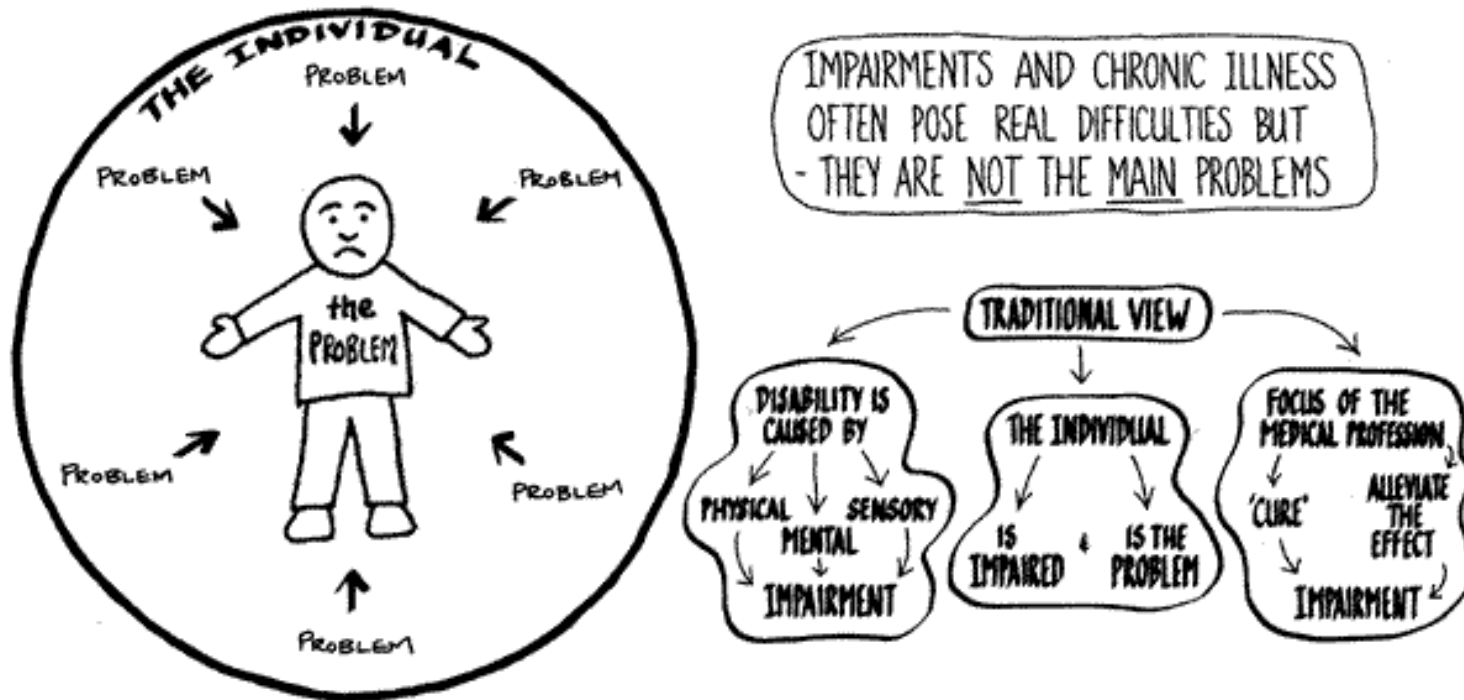 THE INDIVIDUAL
PROBLEM
PROBLEM
PROBLEM
the
PROBLEM
PROBLEM
PROBLEM
PROBLEM
IMPAIRMENTS AND CHRONIC ILLNESS
OFTEN POSE REAL DIFFICULTIES BUT
- THEY ARE NOT THE MAIN PROBLEMS
TRADITIONAL VIEW
DISABILITY IS
CAUSED BY
PHYSICAL SENSORY
MENTAL
IMPAIRMENT
THE INDIVIDUAL
IS & IS THE
IMPAIRED PROBLEM
FOCUS OF THE
MEDICAL PROFESSION
'CURE' ALLEVIATE
THE
EFFECT
IMPAIRMENT